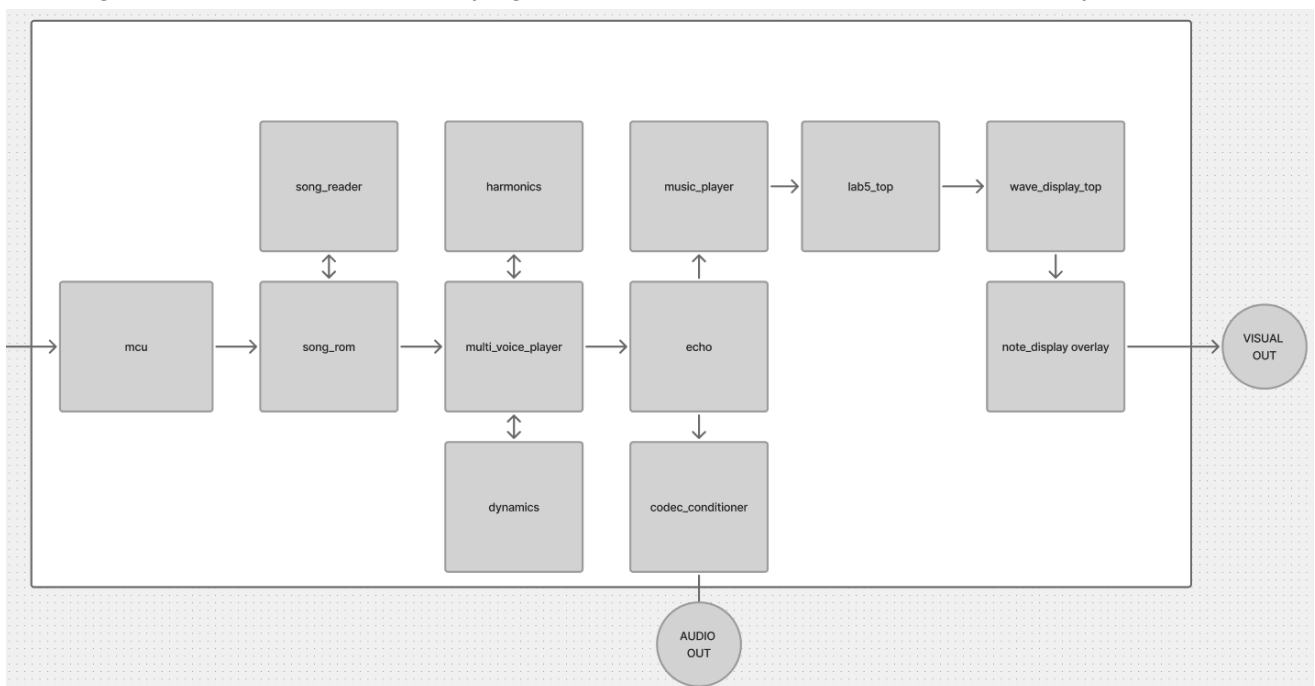 song_reader
harmonics
music_player
lab5_top
wave_display_top
mcu
song_rom
multi_voice_player
echo
note_display overlay
VISUAL
OUT
dynamics
codec_conditioner
AUDIO
OUT